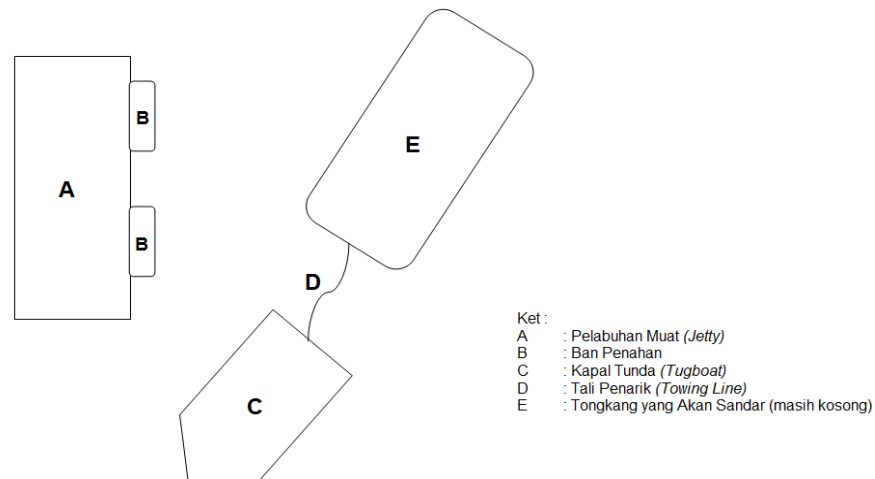 A
B
B
C
D
E
Ket :
A : Pelabuhan Muat (Jetty)
B : Ban Penahan
C : Kapal Tunda (Tugboat)
D : Tali Penarik (Towing Line)
E : Tongkang yang Akan Sandar (masih kosong)